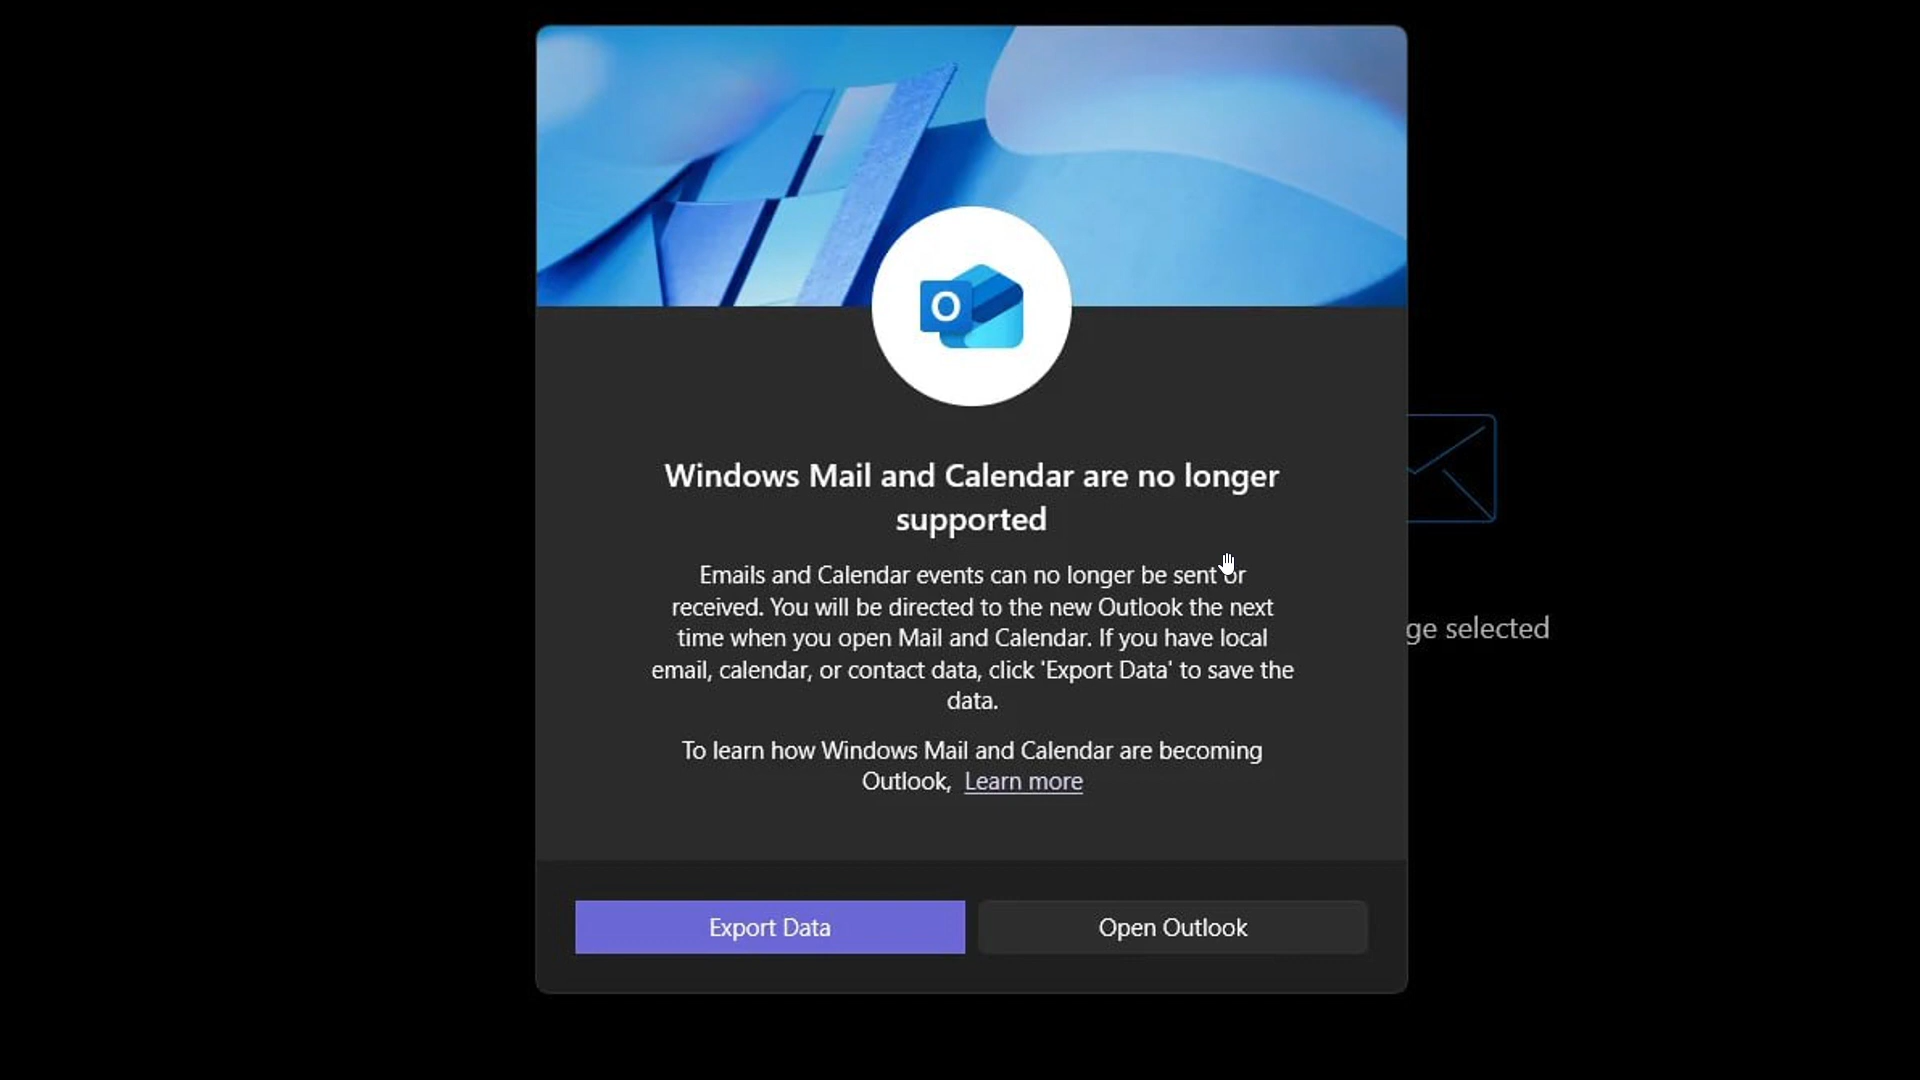 O
Windows Mail and Calendar are no longer
supported
Emails and Calendar events can no longer be sent or
received. You will be directed to the new Outlook the next
time when you open Mail and Calendar. If you have local
email, calendar, or contact data, click 'Export Data' to save the
data.
ge selected
To learn how Windows Mail and Calendar are becoming
Outlook, Learn more
Export Data
Open Outlook